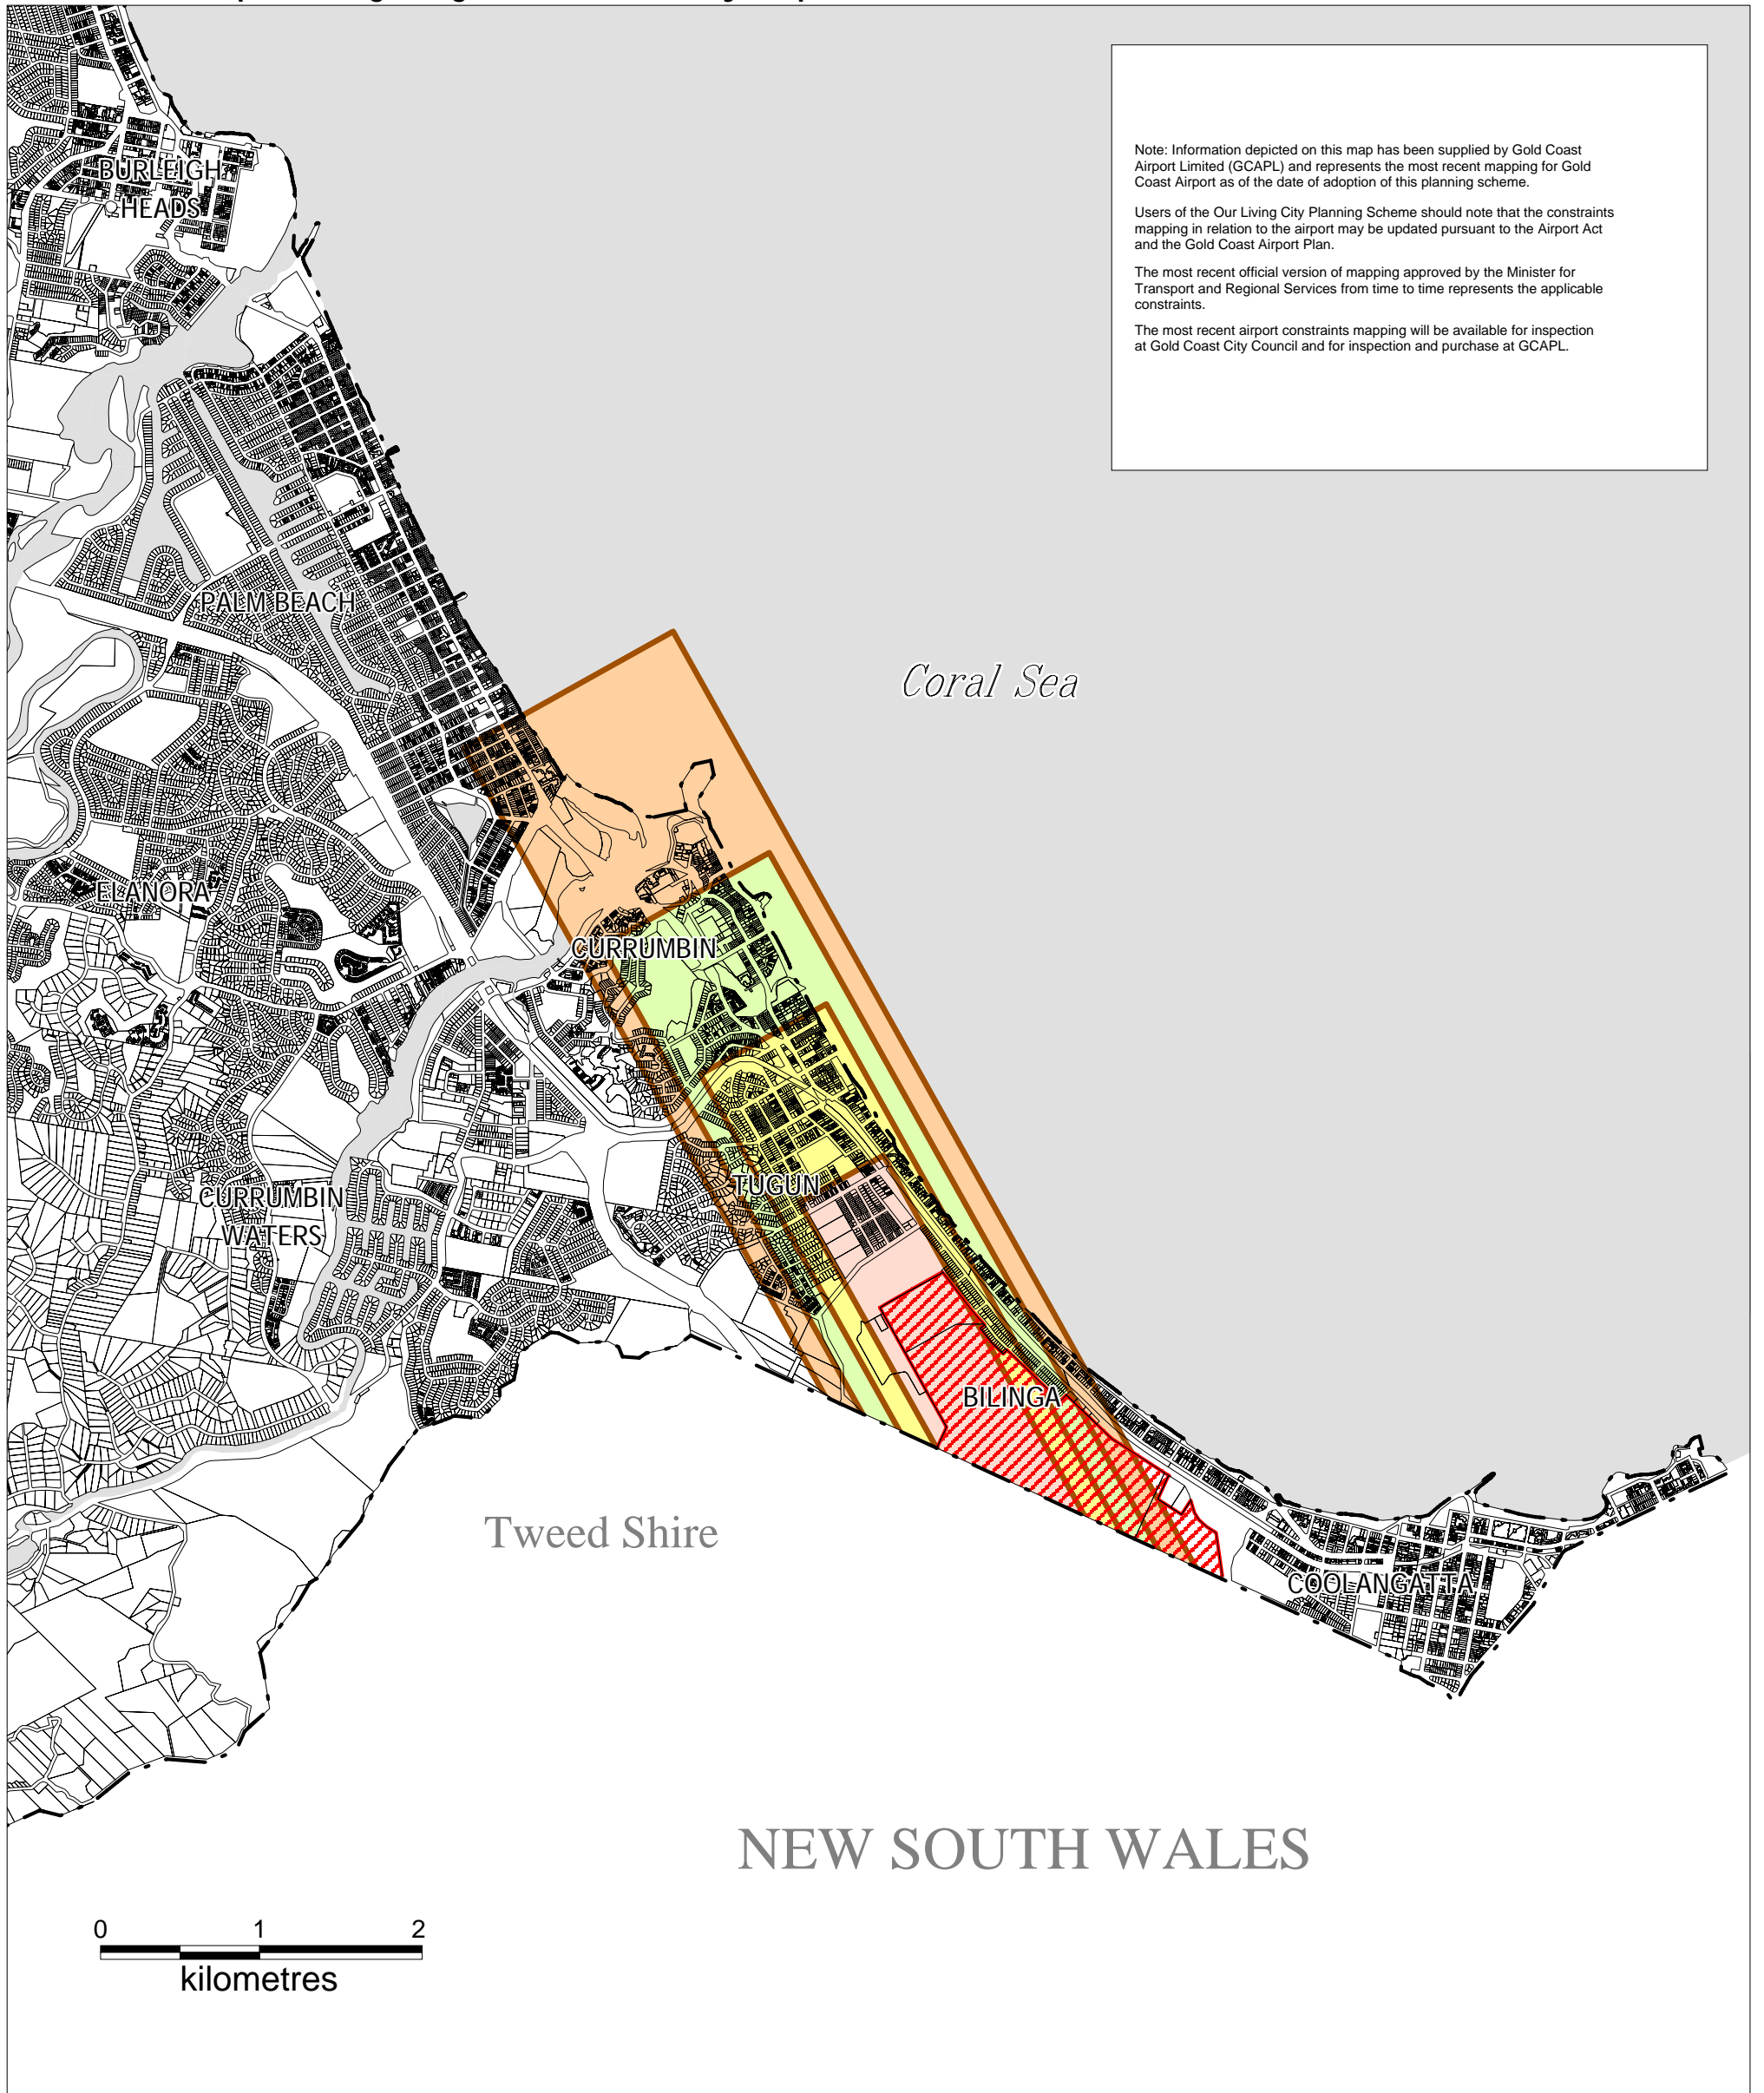 Note: Information depicted on this map has been supplied by Gold Coast
Airport Limited (GCAPL) and represents the most recent mapping for Gold
Coast Airport as of the date of adoption of this planning scheme.
Users of the Our Living City Planning Scheme should note that the constraints
mapping in relation to the airport may be updated pursuant to the Airport Act
and the Gold Coast Airport Plan.
The most recent official version of mapping approved by the Minister for
Transport and Regional Services from time to time represents the applicable
constraints.
The most recent airport constraints mapping will be available for inspection
at Gold Coast City Council and for inspection and purchase at GCAPL.
BURLEIGH
HEADS
PALM BEACH
Coral Sea
ELANORA
CURRUMBIN
TUGUN
CURRUMBIN
WATERS
BILINGA
Tweed Shire
COOLANGATTA
NEW SOUTH WALES
0 1 2
kilometres